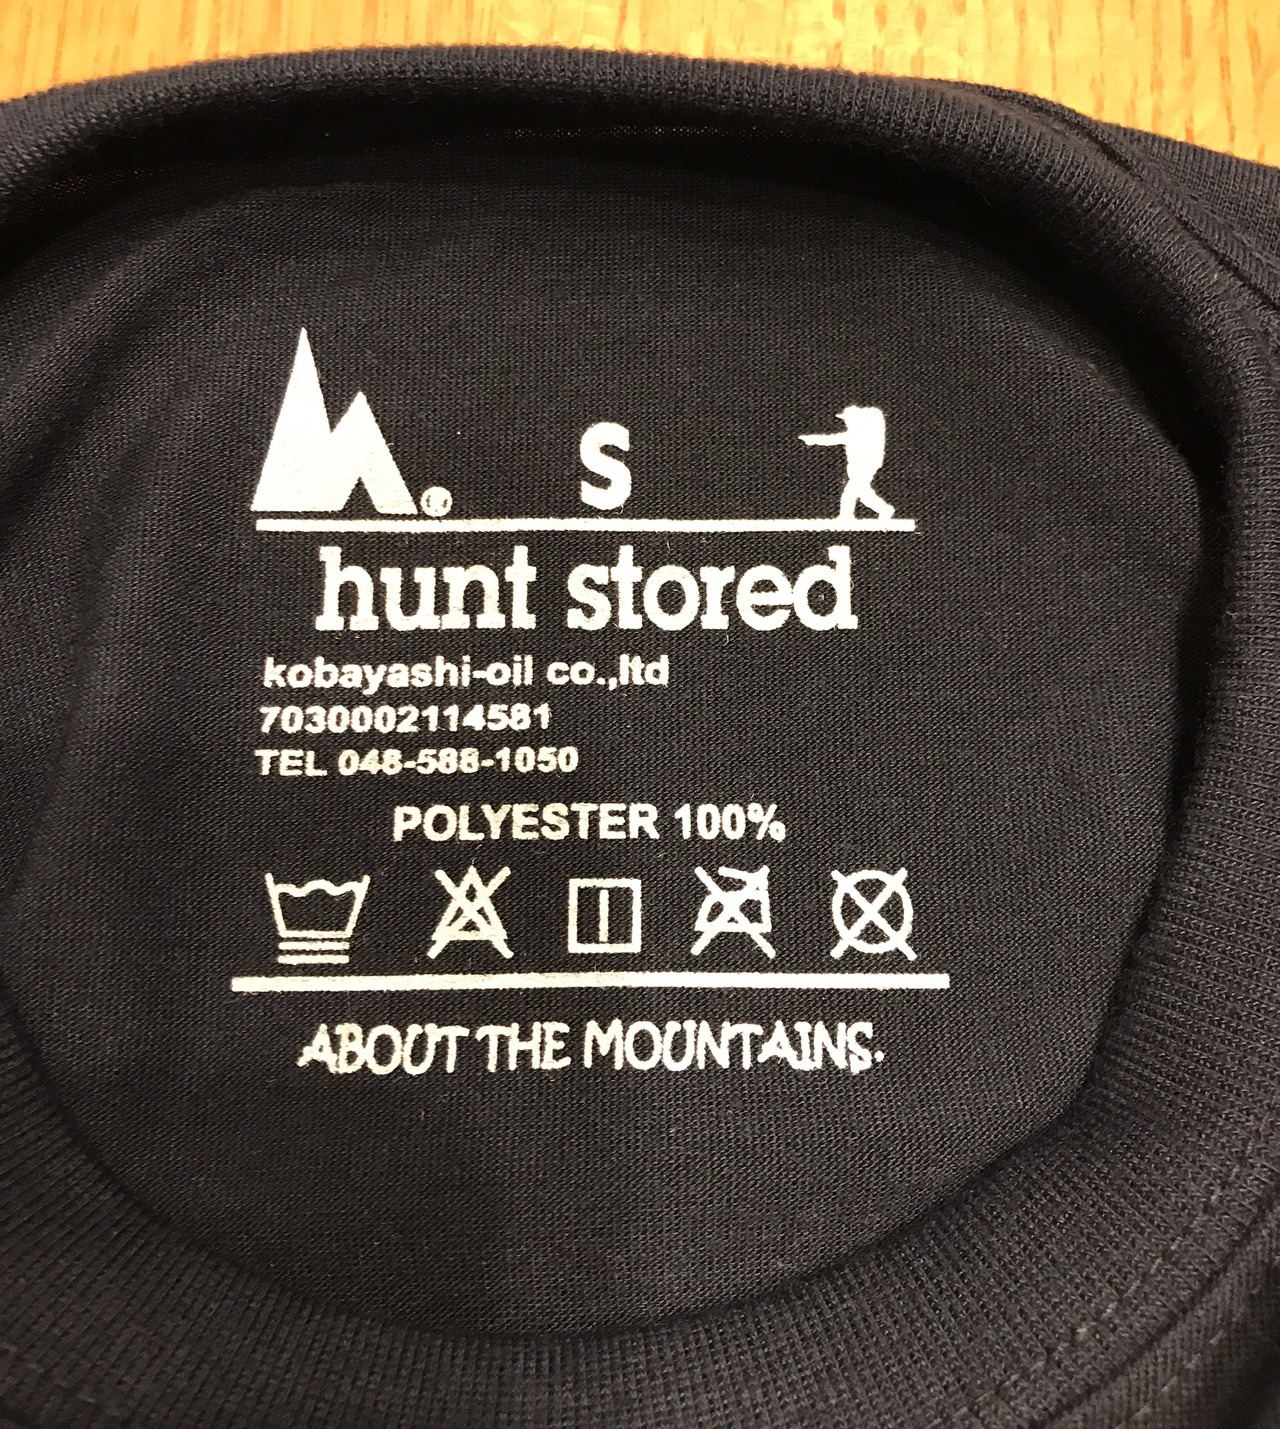 S
hunt stored
kobayashi-oil co.,ltd
7030002114581
TEL 048-588-1050
POLYESTER 100%
ABOUT THE MOUNTAINS.